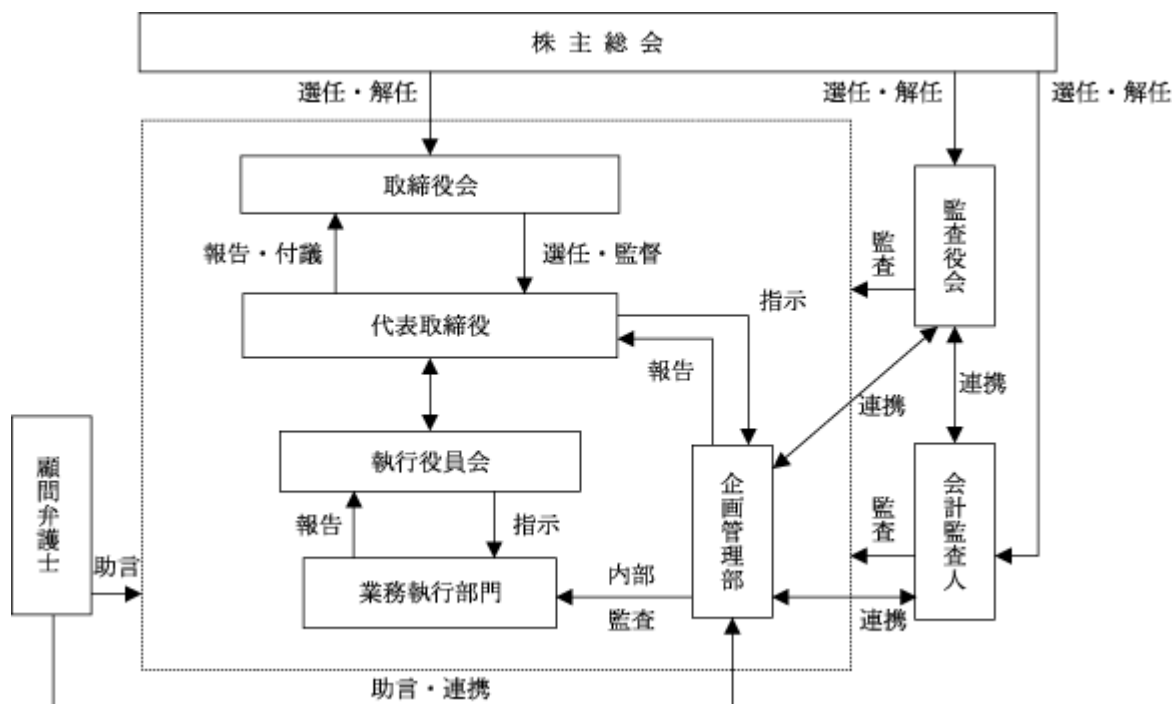 株主総会
選任・解任
選任・解任
選任・解任
取締役会
監査役会
報告・付議
選任・監督
監査
代表取締役
指示
報告
連携
連携
顧問弁護士
執行役員会
企画管理部
会計監査人
報告
指示
監査
助言
業務執行部門
内部
監査
連携
助言・連携